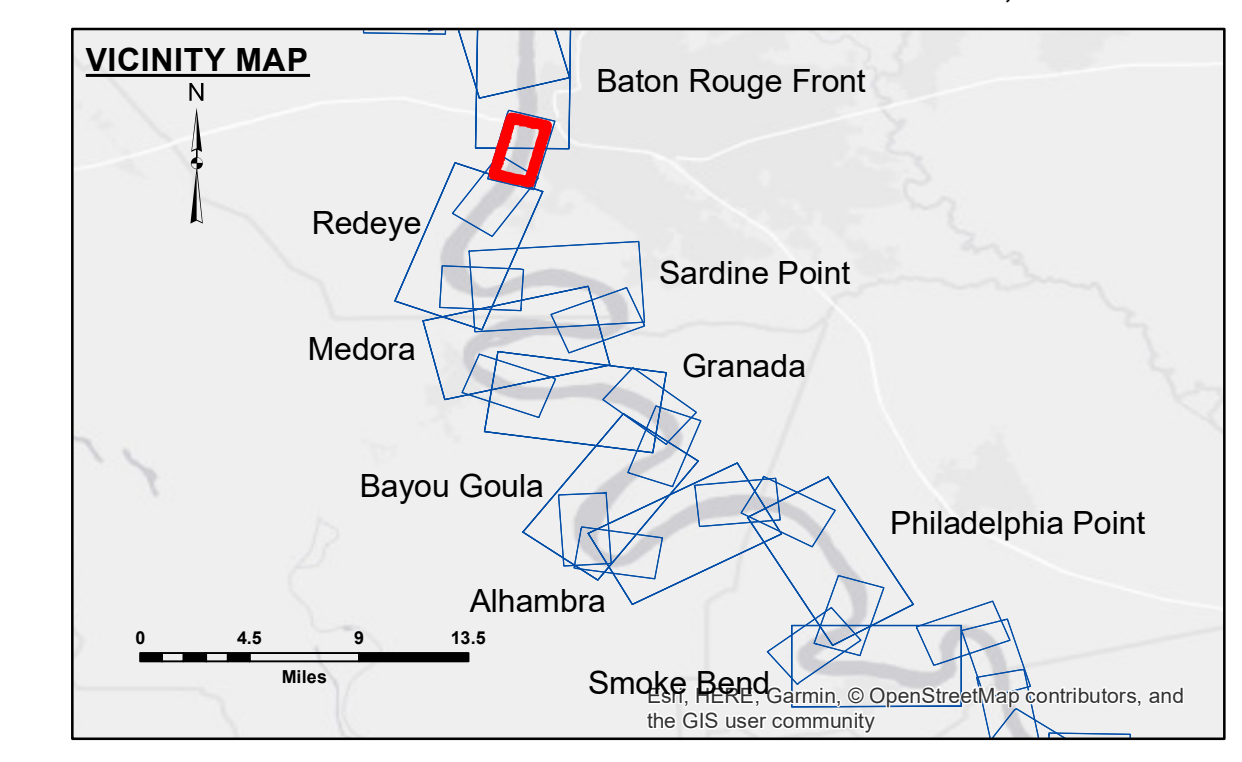 VICINITY MAP
N
Baton Rouge Front
Redeye
Sardine Point
Medora
Granada
Bayou Goula
Philadelphia Point
Alhambra
0 4.5 9 13.5
Miles
Smoke Bend
Esri, HERE, Garmin, © OpenStreetMap contributors, and
the GIS user community